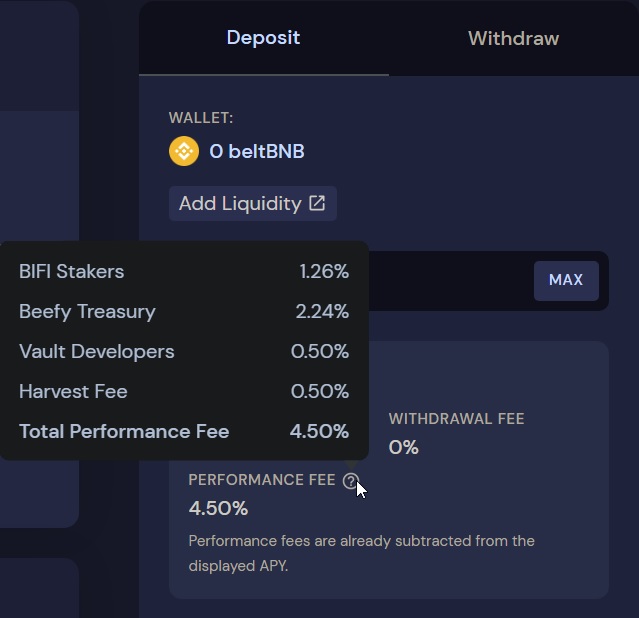 Deposit Withdraw
WALLET:
0 beltBNB
Add Liquidity
BIFI Stakers 1.26%
Beefy Treasury 2.24%
Vault Developers 0.50%
Harvest Fee 0.50%
Total Performance Fee 4.50%
MAX
WITHDRAWAL FEE
0%
PERFORMANCE FEE ?
4.50%
Performance fees are already subtracted from the
displayed APY.